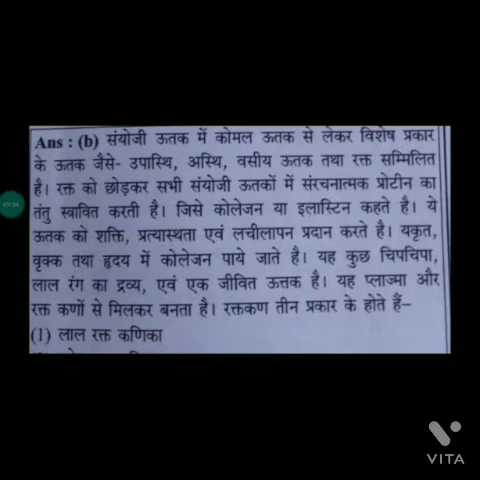 Ans : (b) संयोजी ऊतक में कोमल ऊतक से लेकर विशेष प्रकार
के ऊतक जैसे- उपास्थि, अस्थि, वसीय ऊतक तथा रक्त सम्मिलित
है। रक्त को छोड़कर सभी संयोजी ऊतकों में संरचनात्मक प्रोटीन का
तंतु स्त्रावित करती है। जिसे कोलेजन या इलास्टिन कहते है। ये
ऊतक को शक्ति, प्रत्यास्थता एवं लचीलापन प्रदान करते है। यकृत,
वृक्क तथा हृदय में कोलेजन पाये जाते है। यह कुछ चिपचिपा,
लाल रंग का द्रव्य, एवं एक जीवित ऊत्तक है। यह प्लाज्मा और
रक्त कणों से मिलकर बनता है। रक्तकण तीन प्रकार के होते हैं–
(1) लाल रक्त कणिका
VITA